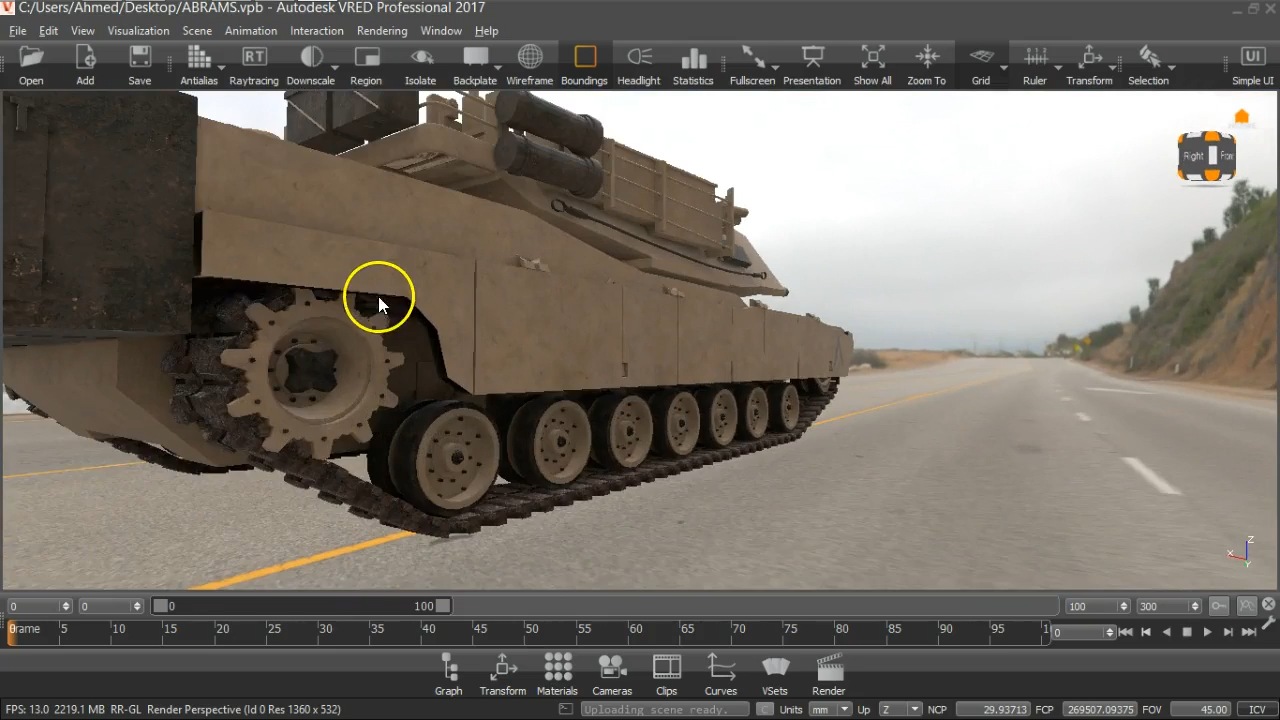 C:/Users/Ahmed/Desktop/ABRAMS.vpb - Autodesk VRED Professional 2017
File Edit View Visualization Scene Animation Interaction Rendering Window Help
RT UI
Open Add Save Antialias Raytracing Downscale Region Isolate Backplate Wireframe Boundings Headlight Statistics Fullscreen Presentation Show All Zoom To Grid Ruler Transform Selection Simple UI
Right
Z
X
Y
0 0 0 100 100 300
0 5 10 15 20 25 30 35 40 45 50 55 60 65 70 75 80 85 90 95 0
Graph Transform Materials Cameras Clips Curves VSets Render
FPS: 13.0 2219.1 MB RR-GL Render Perspective (Id 0 Res 1360 x 532) Uploading scene ready. C Units mm Up Z NCP 29.93713 FCP 269507.09375 FOV 45.00 ICV